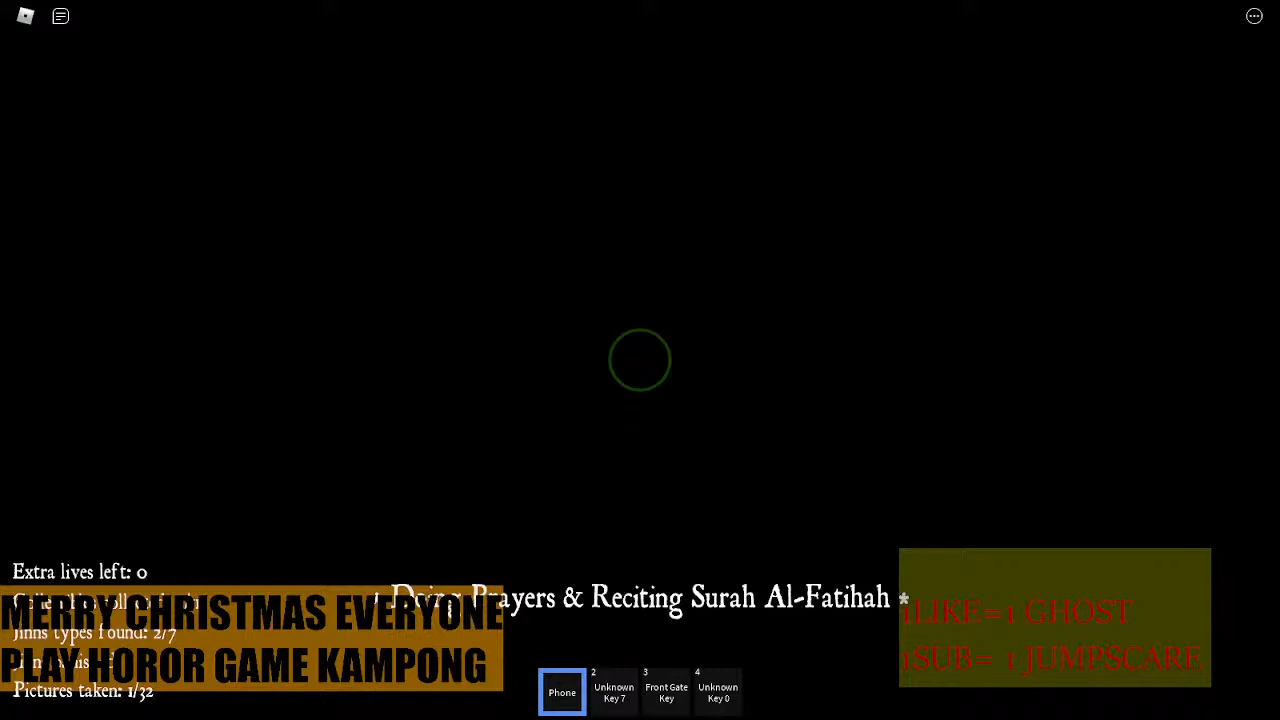 Extra lives left: 0
* Doing Prayers & Reciting Surah Al-Fatihah *
MERRY CHRISTMAS EVERYONE
Jinns types found: 2/7
PLAY HOROR GAME KAMPONG
Pictures taken: 1/32
1LIKE=1 GHOST
1SUB= 1 JUMPSCARE
Phone
2
Unknown
Key 7
3
Front Gate
Key
4
Unknown
Key 0